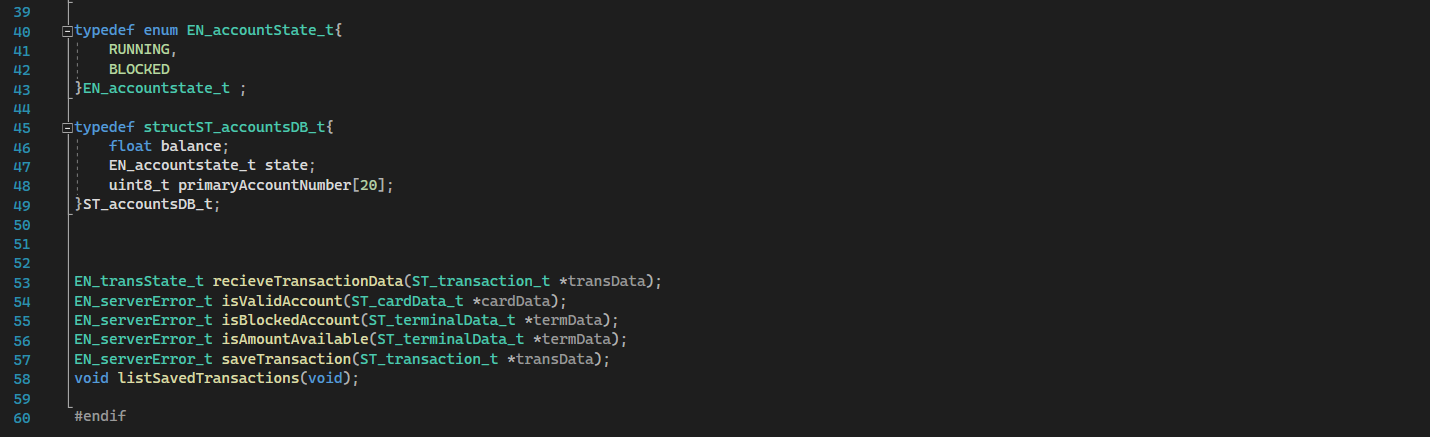 39
40 typedef enum EN_accountState_t{
41 RUNNING,
42 BLOCKED
43 }EN_accountstate_t ;
44
45 typedef structST_accountsDB_t{
46 float balance;
47 EN_accountstate_t state;
48 uint8_t primaryAccountNumber[20];
49 }ST_accountsDB_t;
50
51
52
53 EN_transState_t recieveTransactionData(ST_transaction_t *transData);
54 EN_serverError_t isValidAccount(ST_cardData_t *cardData);
55 EN_serverError_t isBlockedAccount(ST_terminalData_t *termData);
56 EN_serverError_t isAmountAvailable(ST_terminalData_t *termData);
57 EN_serverError_t saveTransaction(ST_transaction_t *transData);
58 void listSavedTransactions(void);
59
60 #endif